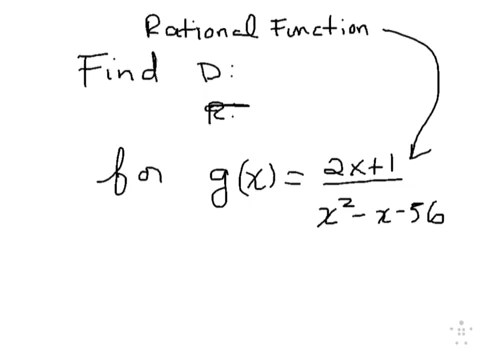 Rational Function
Find D:
R:
for g(x) = 2x+1 / x² - x - 56